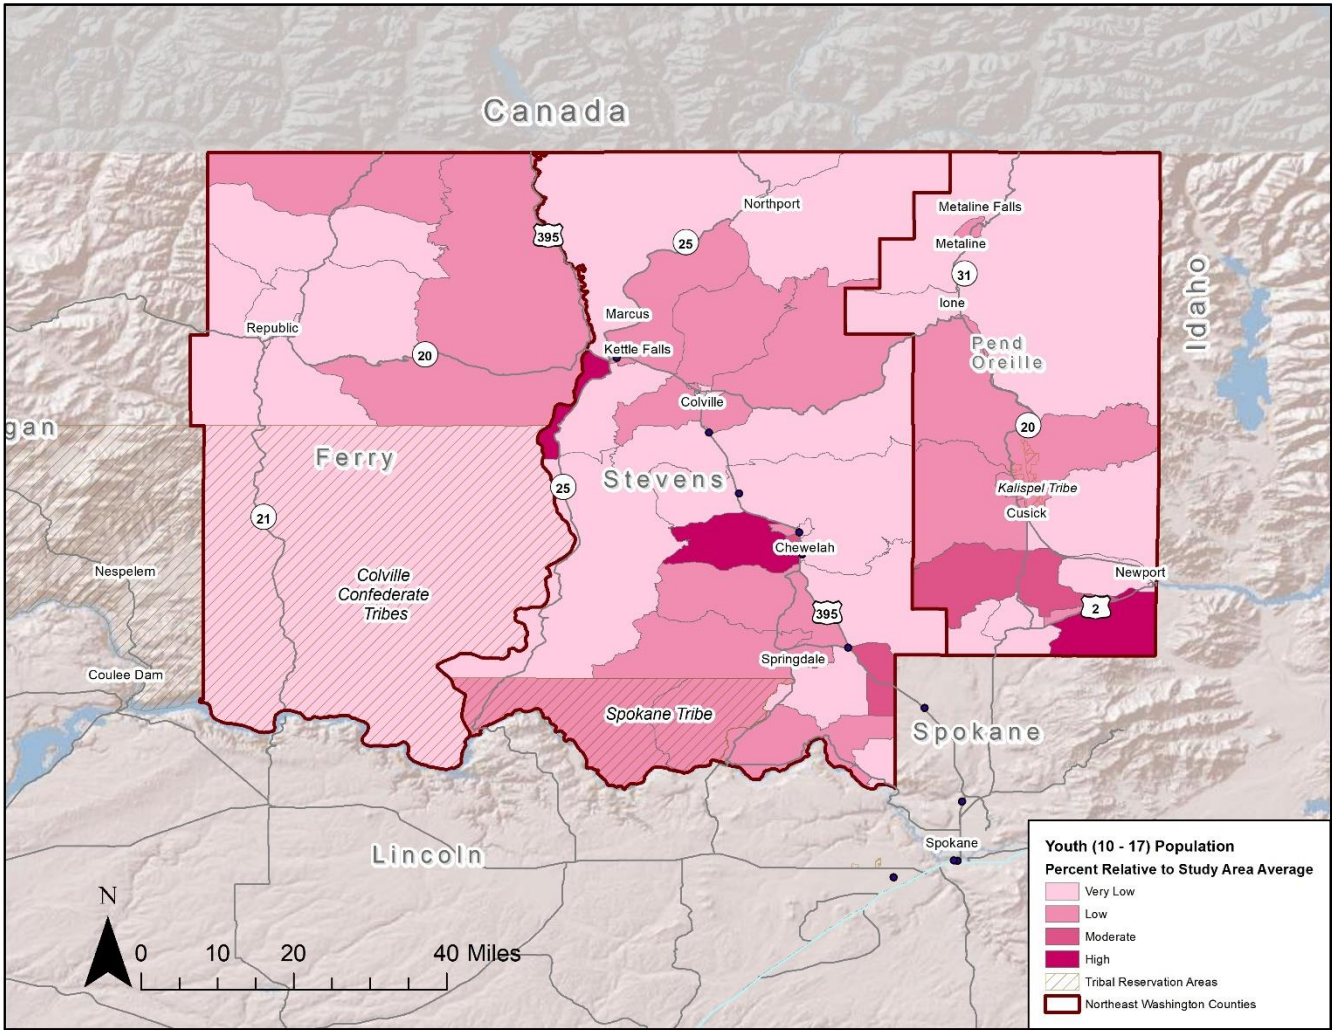 Canada
Northport
Metaline Falls
395
25
Metaline
31
Idaho
Ione
Marcus
Republic
Pend
Oreille
Kettle Falls
20
Colville
gan
20
Ferry
Stevens
25
Kalispel Tribe
Cusick
21
Chewelah
Nespelem
Colville
Confederate
Tribes
Newport
2
395
Springdale
Coulee Dam
Spokane Tribe
Spokane
Spokane
Lincoln
N
0 10 20 40 Miles
Youth (10 - 17) Population
Percent Relative to Study Area Average
Very Low
Low
Moderate
High
Tribal Reservation Areas
Northeast Washington Counties